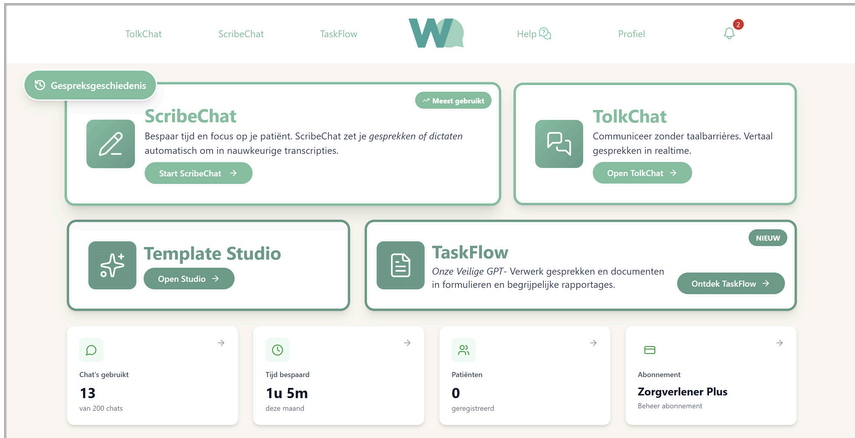 TolkChat
ScribeChat
TaskFlow
W
Help
Profiel
2
Gespreksgeschiedenis
Meest gebruikt
ScribeChat
Bespaar tijd en focus op je patiënt. ScribeChat zet je gesprekken of dictaten
automatisch om in nauwkeurige transcripties.
Start ScribeChat
TolkChat
Communiceer zonder taalbarrières. Vertaal
gesprekken in realtime.
Open TolkChat
Template Studio
Open Studio
NIEUW
TaskFlow
Onze Veilige GPT- Verwerk gesprekken en documenten
in formulieren en begrijpelijke rapportages.
Ontdek TaskFlow
Chat's gebruikt
13
van 200 chats
Tijd bespaard
1u 5m
deze maand
Patiënten
0
geregistreerd
Abonnement
Zorgverlener Plus
Beheer abonnement